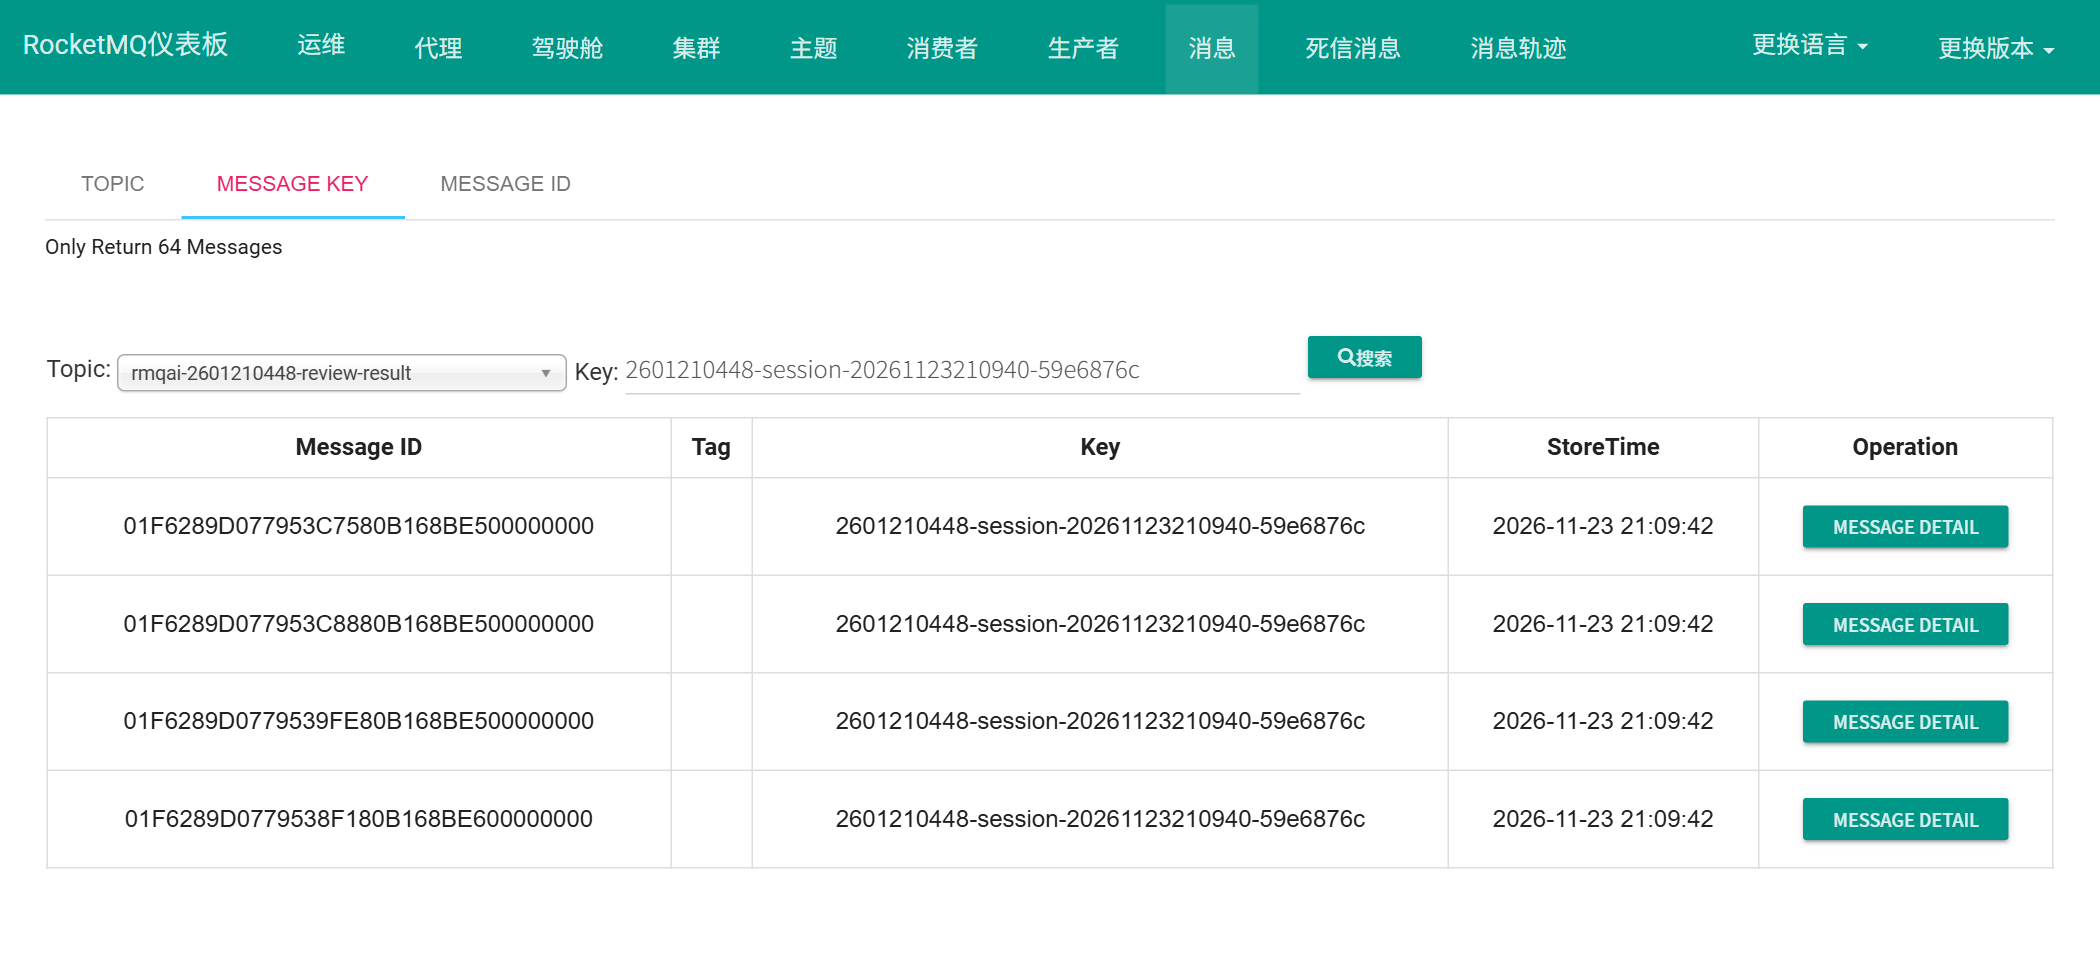 RocketMQ仪表板 运维 代理 驾驶舱 集群 主题 消费者 生产者 消息 死信消息 消息轨迹 更换语言 更换版本
TOPIC MESSAGE KEY MESSAGE ID
Only Return 64 Messages
Topic: rmqai-2601210448-review-result Key: 2601210448-session-20261123210940-59e6876c 搜索
Message ID Tag Key StoreTime Operation
01F6289D077953C7580B168BE500000000 2601210448-session-20261123210940-59e6876c 2026-11-23 21:09:42 MESSAGE DETAIL
01F6289D077953C8880B168BE500000000 2601210448-session-20261123210940-59e6876c 2026-11-23 21:09:42 MESSAGE DETAIL
01F6289D0779539FE80B168BE500000000 2601210448-session-20261123210940-59e6876c 2026-11-23 21:09:42 MESSAGE DETAIL
01F6289D0779538F180B168BE600000000 2601210448-session-20261123210940-59e6876c 2026-11-23 21:09:42 MESSAGE DETAIL